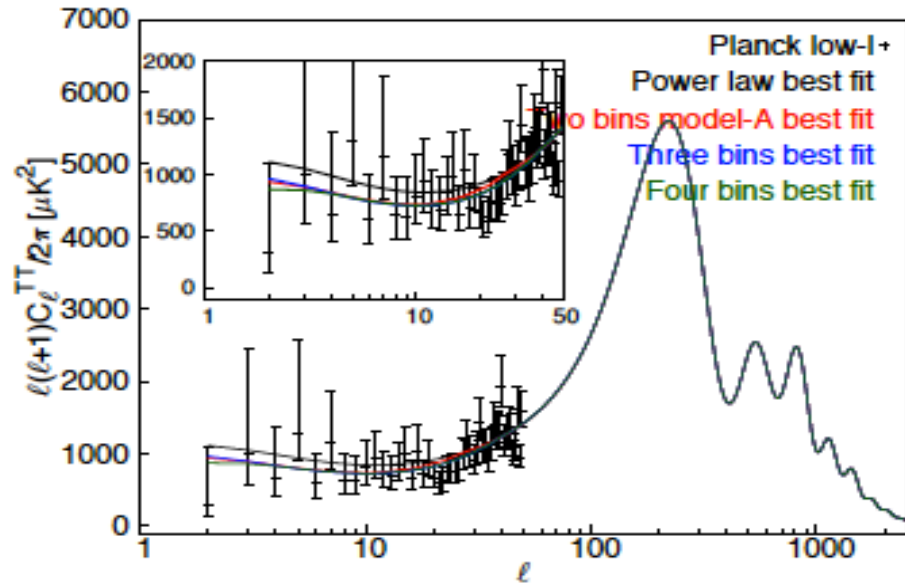 7000
6000
5000
4000
3000
2000
1000
0
ℓ(ℓ+1)C_ℓ^TT/2π [μK²]
Planck low-l +
Power law best fit
Two bins model-A best fit
Three bins best fit
Four bins best fit
2000
1500
1000
500
0
1 10 50
1 10 100 1000
ℓ